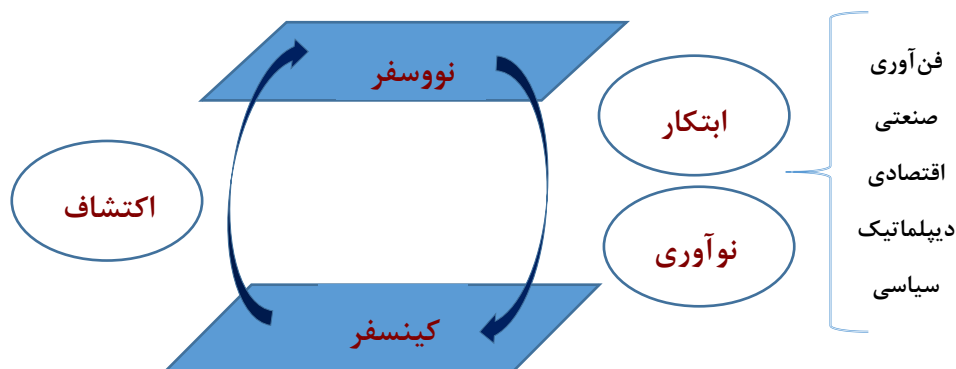 نووسفر
ابتکار
نوآوری
اکتشاف
کینسفر
فن‌آوری
صنعتی
اقتصادی
دیپلماتیک
سیاسی